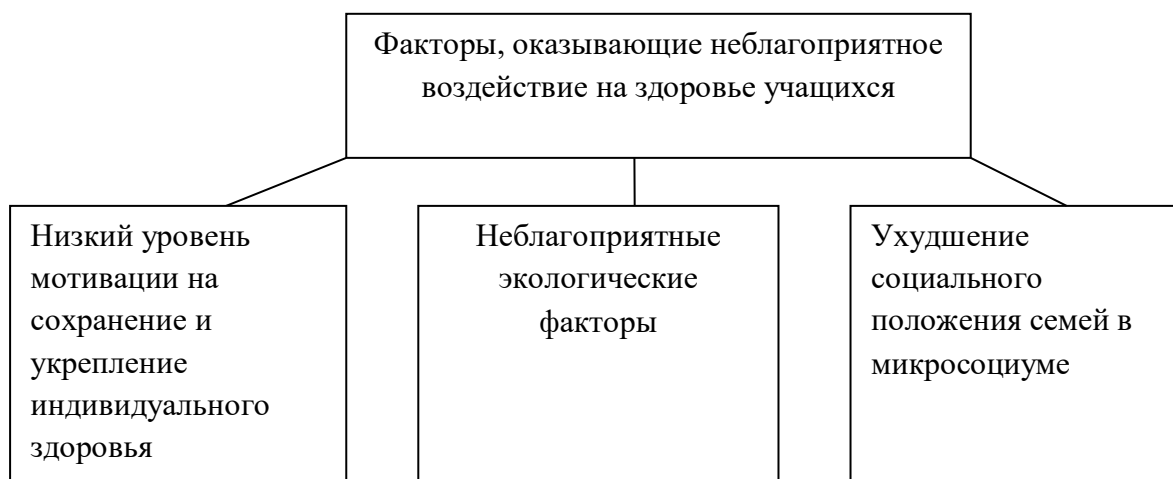 Факторы, оказывающие неблагоприятное
воздействие на здоровье учащихся
Низкий уровень
мотивации на
сохранение и
укрепление
индивидуального
здоровья
Неблагоприятные
экологические
факторы
Ухудшение
социального
положения семей в
микросоциуме